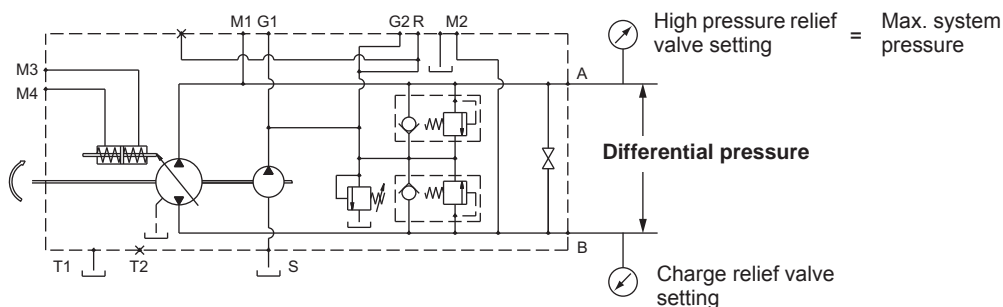 M1 G1 G2 R M2
High pressure relief
valve setting
=
Max. system
pressure
M3
M4
A
Differential pressure
B
T1 T2 S
Charge relief valve
setting